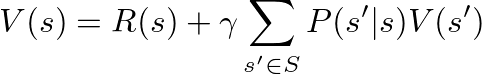 V(s) = R(s) + γ ∑_{s′∈S} P(s′|s)V(s′)